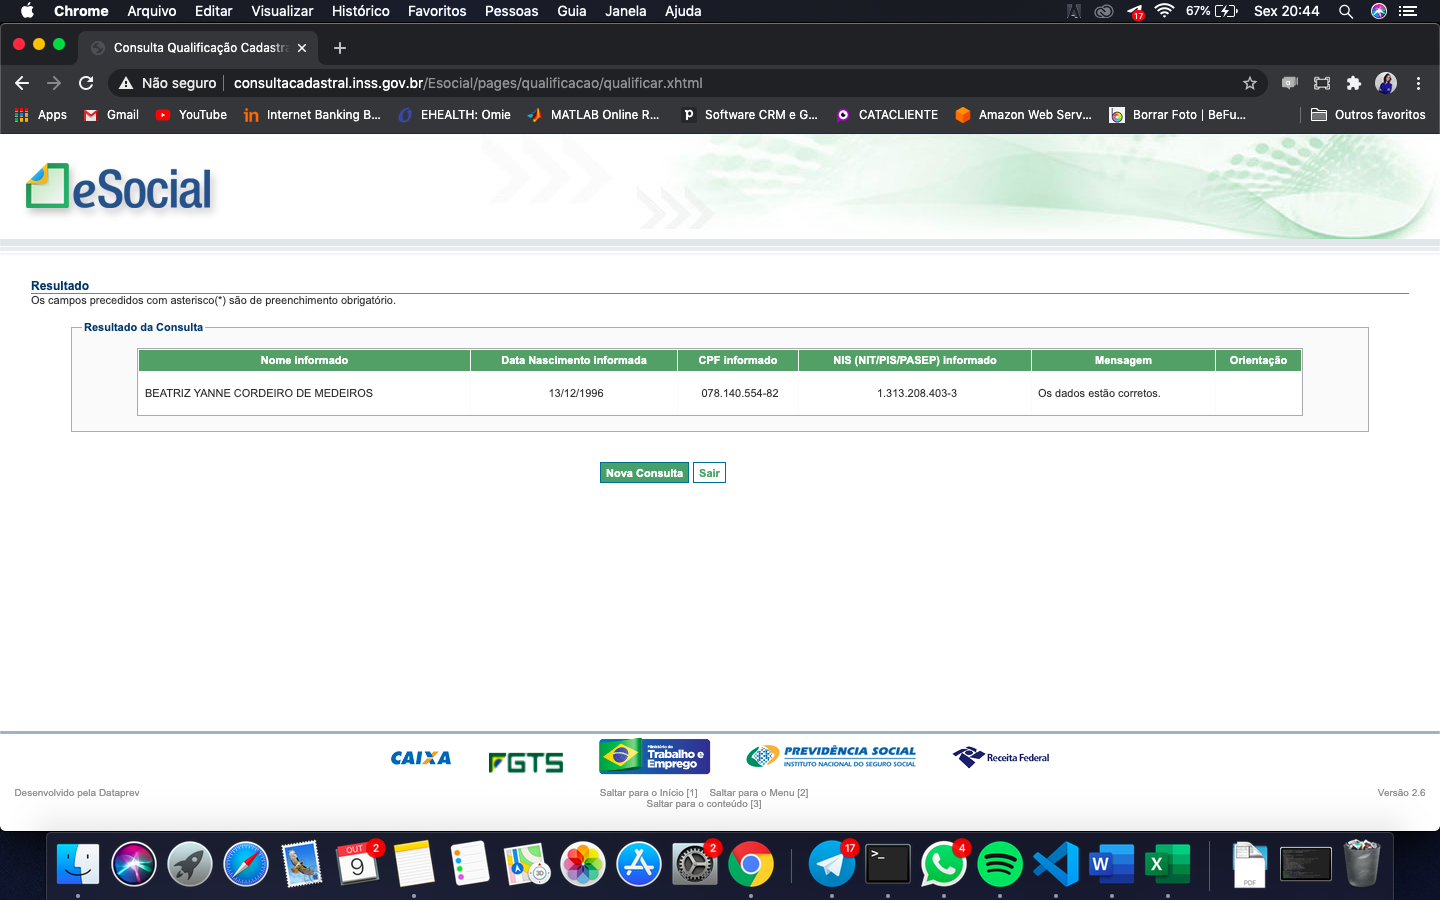 Chrome Arquivo Editar Visualizar Histórico Favoritos Pessoas Guia Janela Ajuda 17 67% Sex 20:44
Consulta Qualificação Cadastra
Não seguro consultacadastral.inss.gov.br/Esocial/pages/qualificacao/qualificar.xhtml
Apps Gmail YouTube Internet Banking B... EHEALTH: Omie MATLAB Online R... Software CRM e G... CATACLIENTE Amazon Web Serv... Borrar Foto | BeFu... Outros favoritos
eSocial
Resultado
Os campos precedidos com asterisco(*) são de preenchimento obrigatório.
Resultado da Consulta
Nome informado Data Nascimento informada CPF informado NIS (NIT/PIS/PASEP) informado Mensagem Orientação
BEATRIZ YANNE CORDEIRO DE MEDEIROS 13/12/1996 078.140.554-82 1.313.208.403-3 Os dados estão corretos.
Nova Consulta Sair
CAIXA FGTS Ministério do Trabalho e Emprego PREVIDÊNCIA SOCIAL INSTITUTO NACIONAL DO SEGURO SOCIAL Receita Federal
Desenvolvido pela Dataprev Saltar para o Início [1] Saltar para o Menu [2] Versão 2.6
Saltar para o conteúdo [3]
OUT 9 2 3D 2 17 >_ 4 W X PDF